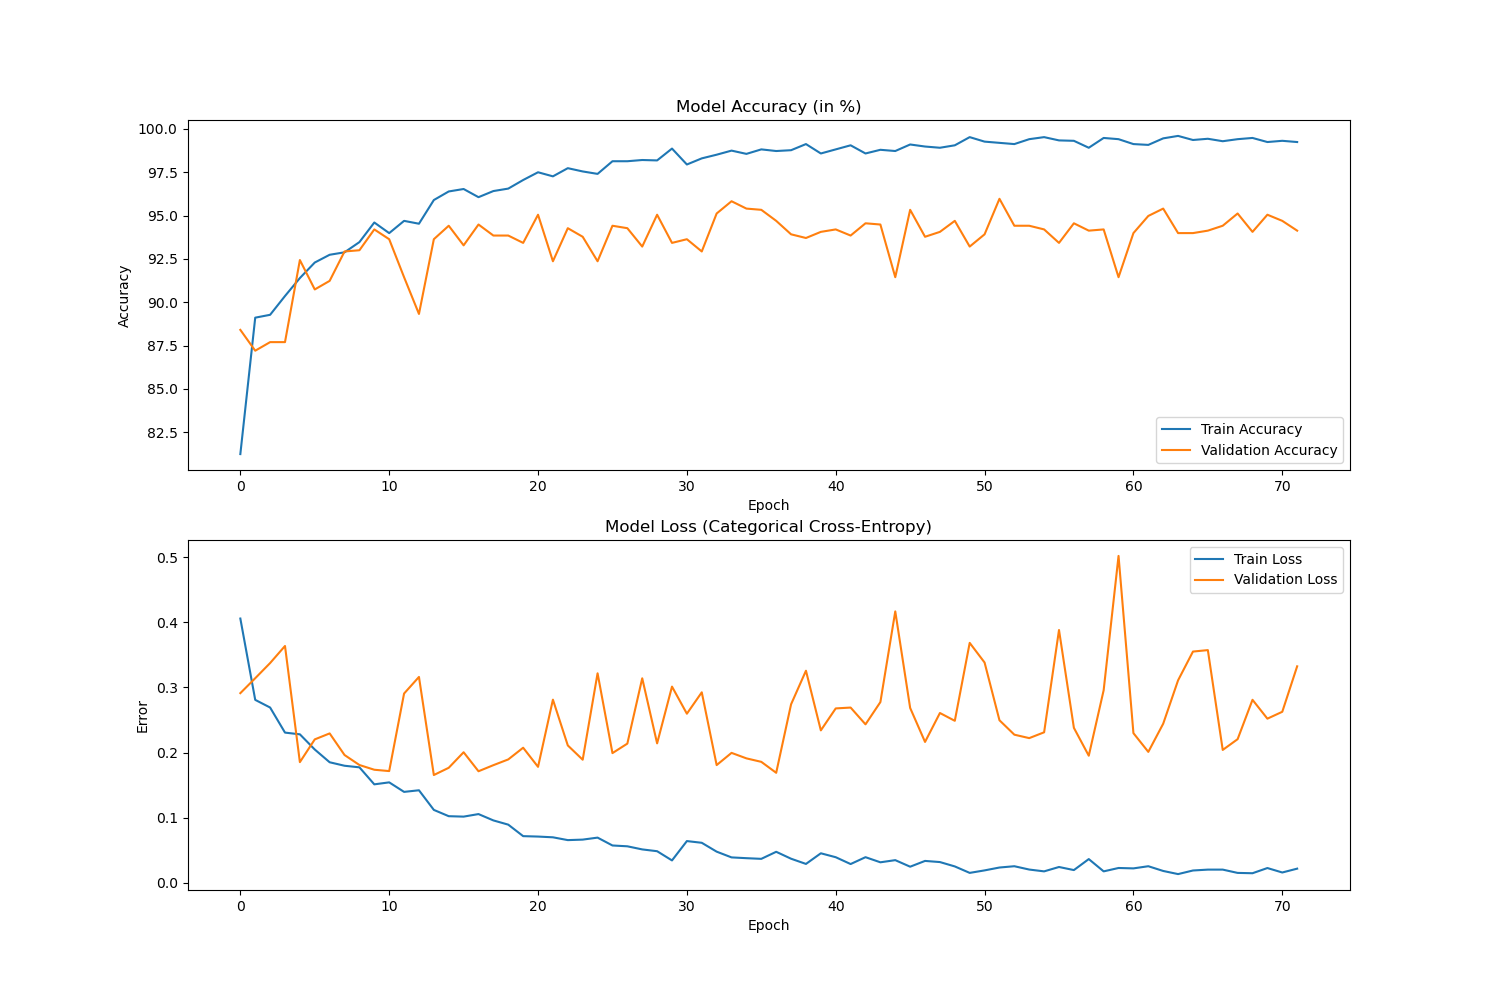 Model Accuracy (in %)
100.0
97.5
95.0
92.5
90.0
87.5
85.0
82.5
Accuracy
Train Accuracy
Validation Accuracy
0 10 20 30 40 50 60 70
Epoch
Model Loss (Categorical Cross-Entropy)
0.5
0.4
0.3
0.2
0.1
0.0
Error
Train Loss
Validation Loss
0 10 20 30 40 50 60 70
Epoch